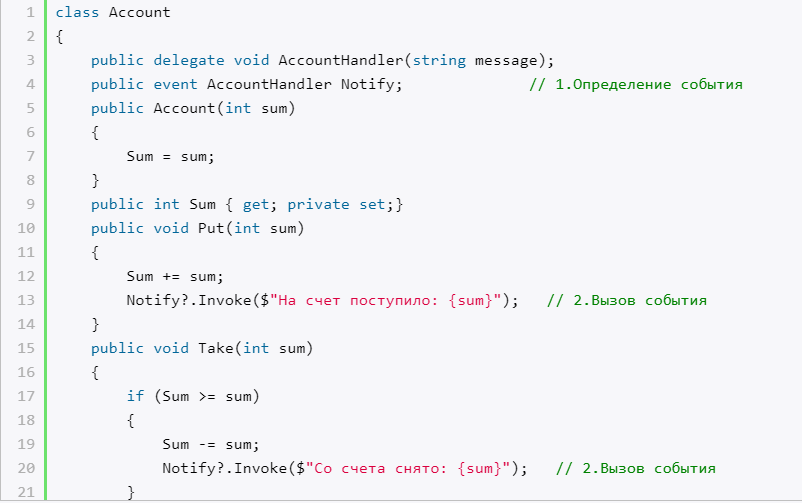 1 class Account
2 {
3     public delegate void AccountHandler(string message);
4     public event AccountHandler Notify;              // 1.Определение события
5     public Account(int sum)
6     {
7         Sum = sum;
8     }
9     public int Sum { get; private set;}
10     public void Put(int sum)
11     {
12         Sum += sum;
13         Notify?.Invoke($"На счет поступило: {sum}");   // 2.Вызов события
14     }
15     public void Take(int sum)
16     {
17         if (Sum >= sum)
18         {
19             Sum -= sum;
20             Notify?.Invoke($"Со счета снято: {sum}");   // 2.Вызов события
21         }